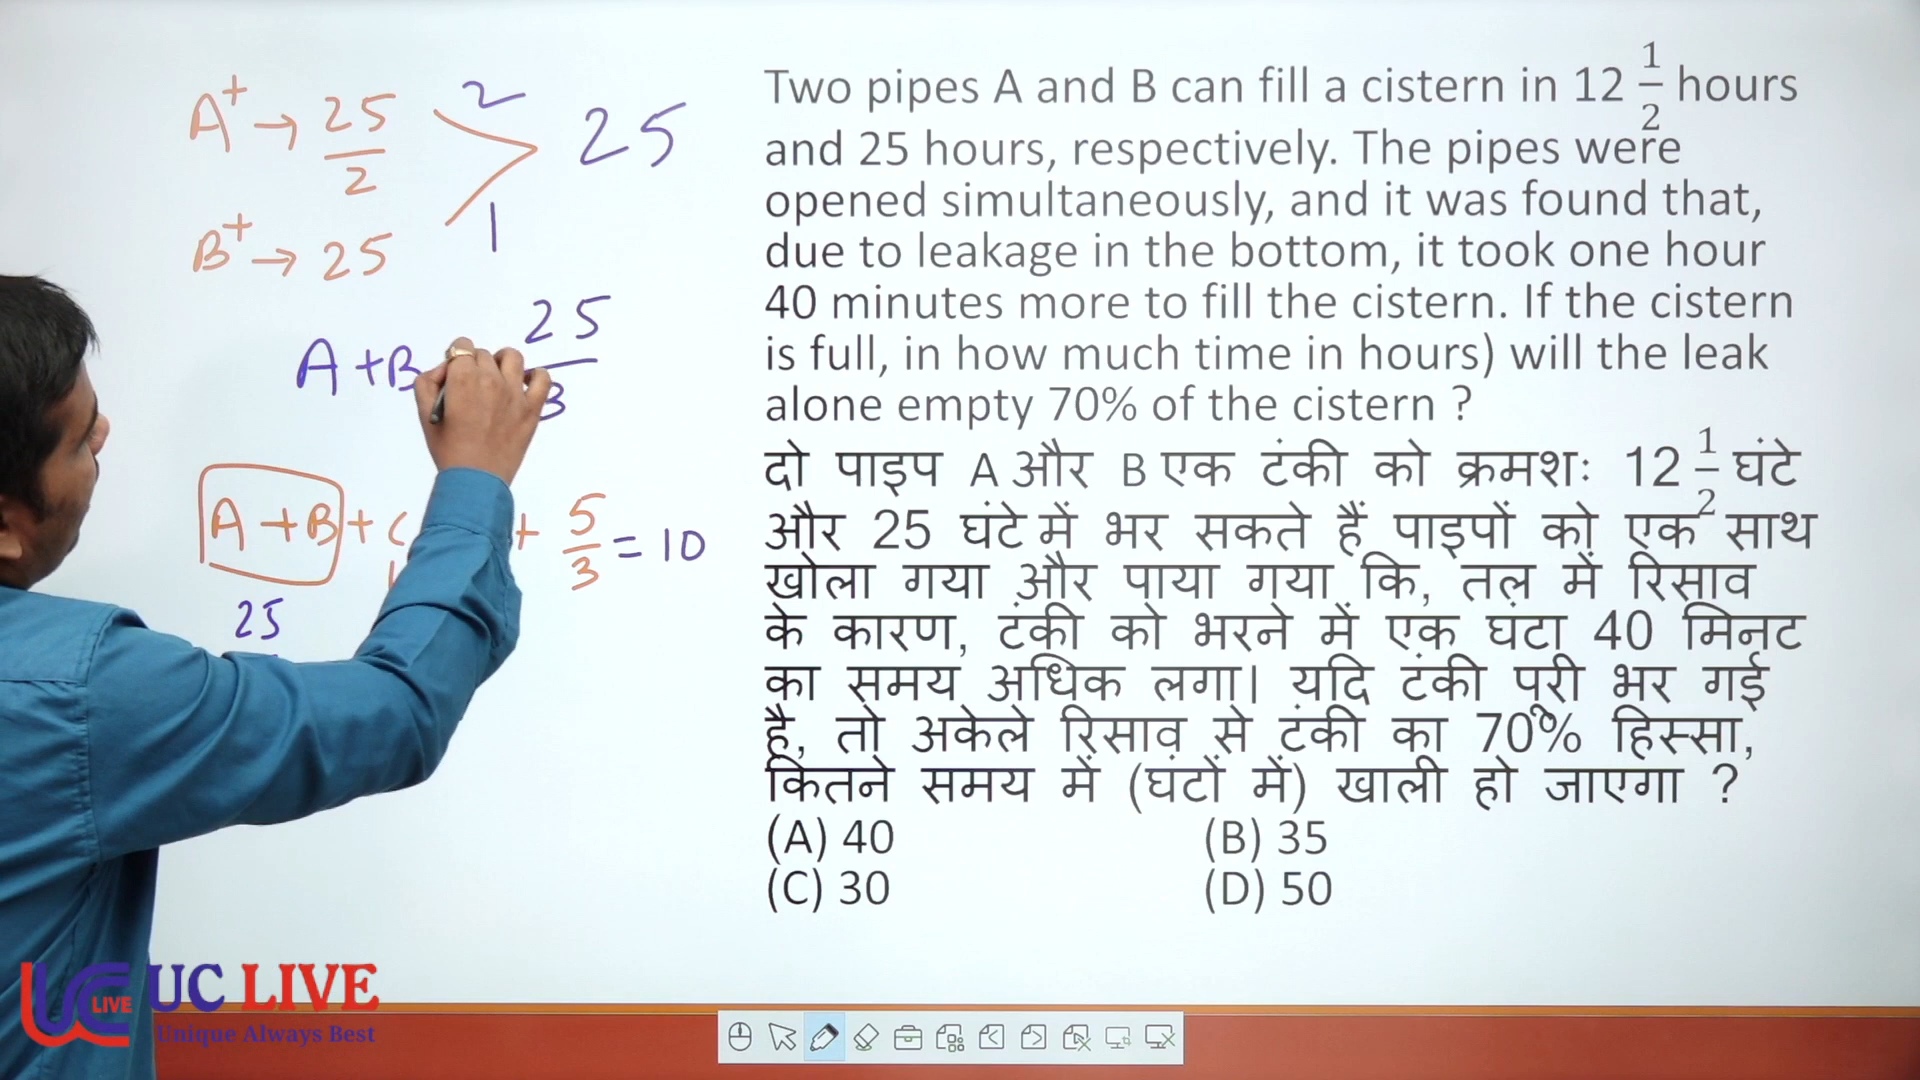 A⁺ → 25/2 2 25
B⁺ → 25 1
A+B 25/3
A+B + + 5/3 = 10
25
Two pipes A and B can fill a cistern in 12 1/2 hours
and 25 hours, respectively. The pipes were
opened simultaneously, and it was found that,
due to leakage in the bottom, it took one hour
40 minutes more to fill the cistern. If the cistern
is full, in how much time in hours) will the leak
alone empty 70% of the cistern ?
दो पाइप A और B एक टंकी को क्रमशः 12 1/2 घंटे
और 25 घंटे में भर सकते हैं पाइपों को एक साथ
खोला गया और पाया गया कि, तल में रिसाव
के कारण, टंकी को भरने में एक घंटा 40 मिनट
का समय अधिक लगा। यदि टंकी पूरी भर गई
है, तो अकेले रिसाव से टंकी का 70% हिस्सा,
कितने समय में (घंटों में) खाली हो जाएगा ?
(A) 40 (B) 35
(C) 30 (D) 50
UC LIVE UC LIVE
Unique Always Best